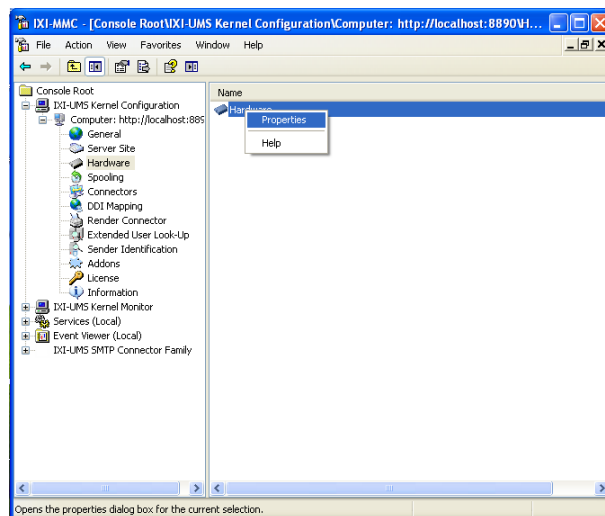 IXI-MMC - [Console Root\IXI-UMS Kernel Configuration\Computer: http://localhost:8890\H...
File Action View Favorites Window Help
Console Root
IXI-UMS Kernel Configuration
Computer: http://localhost:889
General
Server Site
Hardware
Spooling
Connectors
DDI Mapping
Render Connector
Extended User Look-Up
Sender Identification
Addons
License
Information
IXI-UMS Kernel Monitor
Services (Local)
Event Viewer (Local)
IXI-UMS SMTP Connector Family
Name
Hardware
Properties
Help
Opens the properties dialog box for the current selection.